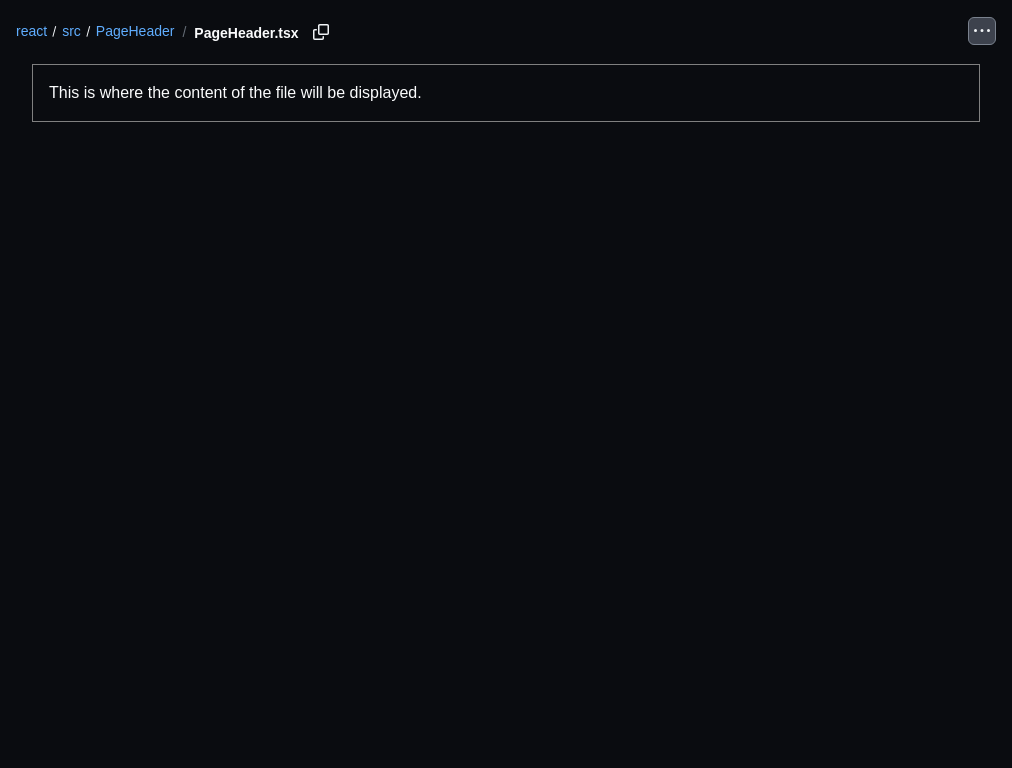 react / src / PageHeader / PageHeader.tsx
This is where the content of the file will be displayed.